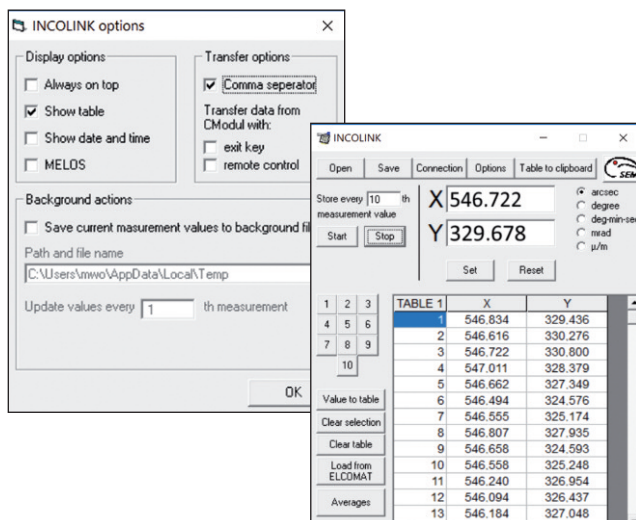 INCOLINK options
Display options
Always on top
Show table
Show date and time
MELOS
Transfer options
Comma seperator
Transfer data from
CModul with:
exit key
remote control
Background actions
Save current masurement values to background fil
Path and file name
C:\Users\mwo\AppData\Local\Temp
Update values every 1 th measurement
OK
INCOLINK
Open Save Connection Options Table to clipboard SEM
Store every 10 th
measurement value
Start Stop
X 546.722
Y 329.678
Set Reset
arcsec
degree
deg-min-sec
mrad
µ/m
1 2 3
4 5 6
7 8 9
10
Value to table
Clear selection
Clear table
Load from
ELCOMAT
Averages
TABLE 1 X Y
1 546.834 329.436
2 546.616 330.276
3 546.722 330.800
4 547.011 328.379
5 546.662 327.349
6 546.494 324.576
7 546.555 325.174
8 546.807 327.935
9 546.658 324.593
10 546.558 325.248
11 546.240 326.954
12 546.094 326.437
13 546.184 327.048